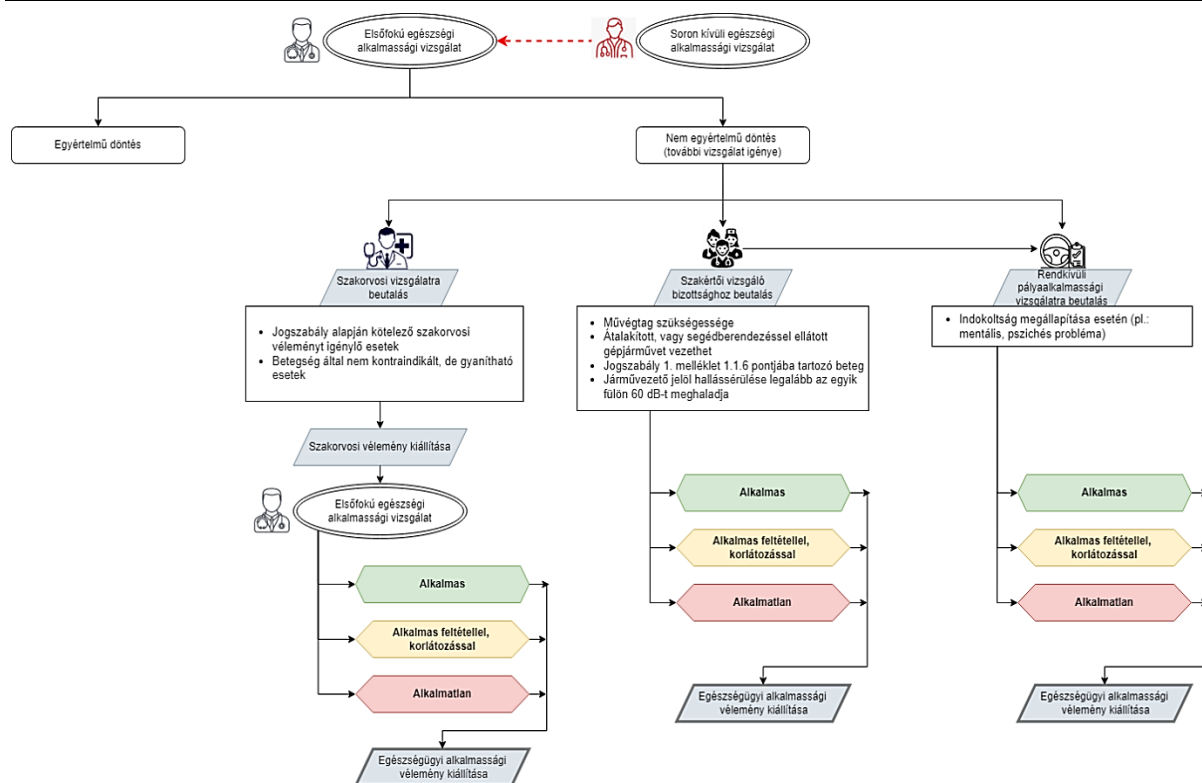 Elsőfokú egészségi
alkalmassági vizsgálat
Soron kívüli egészségi
alkalmassági vizsgálat
Egyértelmű döntés
Nem egyértelmű döntés
(további vizsgálat igénye)
Szakorvosi vizsgálatra
beutalás
Szakértői vizsgáló
bizottsághoz beutalás
Rendkívüli
pályaalkalmassági
vizsgálatra beutalás
Jogszabály alapján kötelező szakorvosi
véleményt igénylő esetek
Betegség által nem kontraindikált, de gyanítható
esetek
Művégtag szükségessége
Átalakított, vagy segédberendezéssel ellátott
gépjárművet vezethet
Jogszabály 1. melléklet 1.1.6 pontjába tartozó beteg
Járművezető jelöl hallássérülése legalább az egyik
fülön 60 dB-t meghaladja
Indokoltság megállapítása esetén (pl.:
mentális, pszichés probléma)
Szakorvosi vélemény kiállítása
Elsőfokú egészségi
alkalmassági vizsgálat
Alkalmas
Alkalmas feltétellel,
korlátozással
Alkalmatlan
Egészségügyi alkalmassági
vélemény kiállítása
Alkalmas
Alkalmas feltétellel,
korlátozással
Alkalmatlan
Egészségügyi alkalmassági
vélemény kiállítása
Alkalmas
Alkalmas feltétellel,
korlátozással
Alkalmatlan
Egészségügyi alkalmassági
vélemény kiállítása